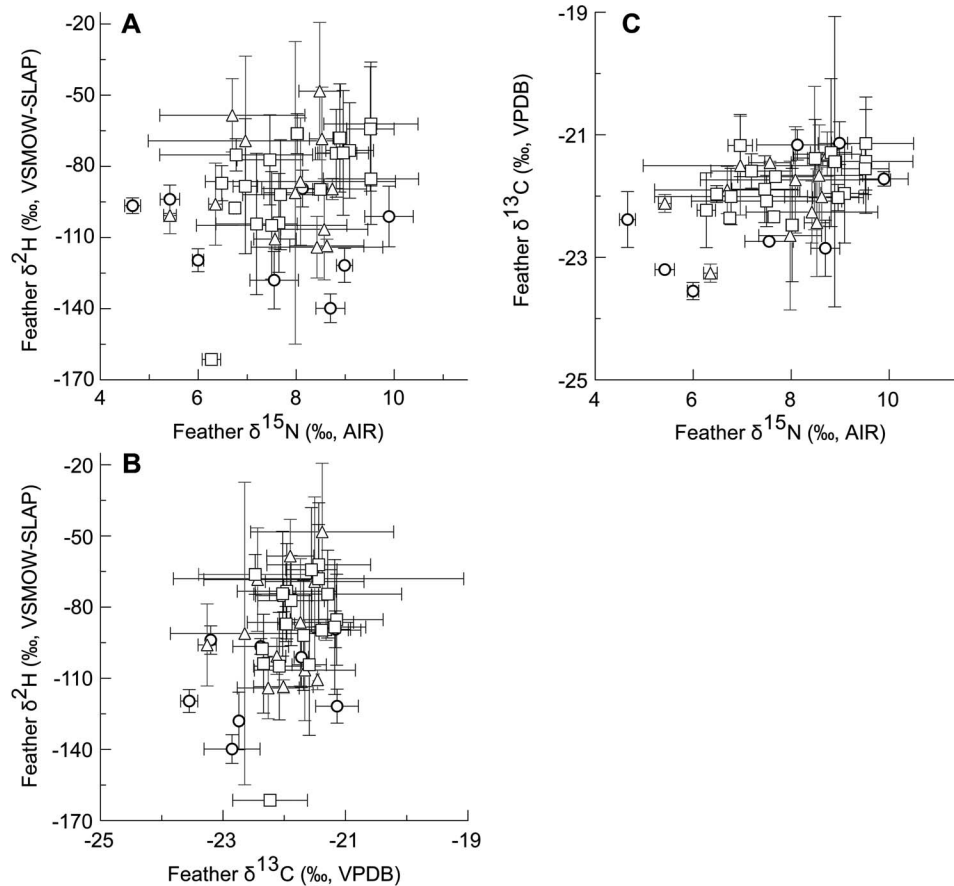 A
-20
-50
-80
-110
-140
-170
Feather δ²H (‰, VSMOW-SLAP)
4 6 8 10
Feather δ¹⁵N (‰, AIR)
C
-19
-21
-23
-25
Feather δ¹³C (‰, VPDB)
4 6 8 10
Feather δ¹⁵N (‰, AIR)
B
-20
-50
-80
-110
-140
-170
Feather δ²H (‰, VSMOW-SLAP)
-25 -23 -21 -19
Feather δ¹³C (‰, VPDB)